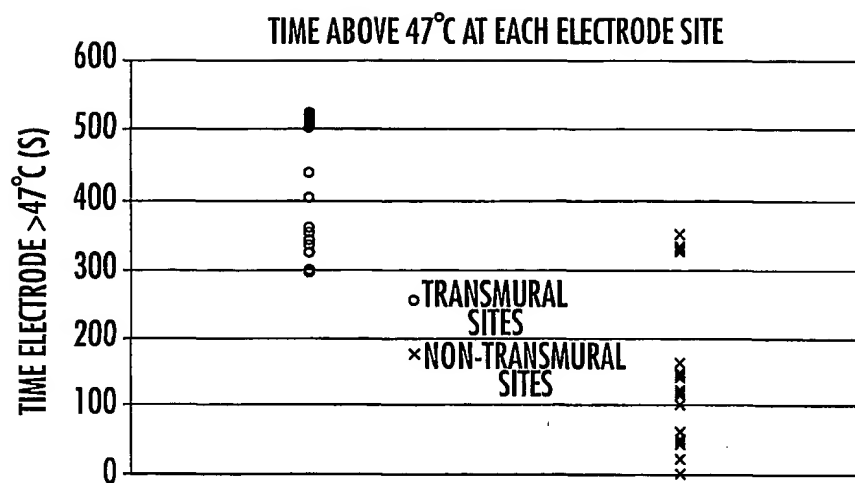 TIME ABOVE 47°C AT EACH ELECTRODE SITE
600
500
400
300
200
100
0
TIME ELECTRODE >47°C (S)
TRANSMURAL
SITES
NON-TRANSMURAL
SITES